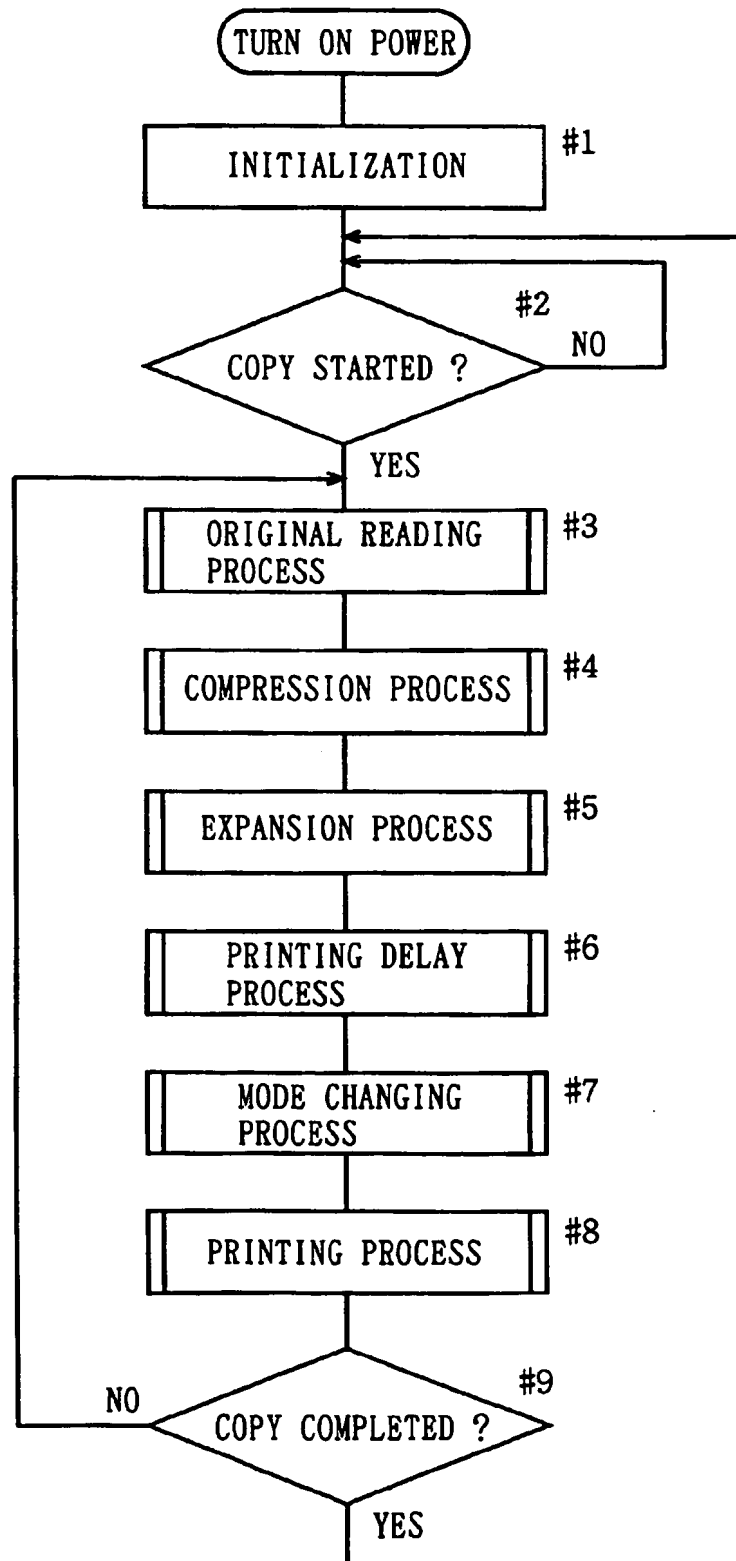 TURN ON POWER
INITIALIZATION
#1
#2
COPY STARTED ?
NO
YES
ORIGINAL READING
PROCESS
#3
COMPRESSION PROCESS
#4
EXPANSION PROCESS
#5
PRINTING DELAY
PROCESS
#6
MODE CHANGING
PROCESS
#7
PRINTING PROCESS
#8
#9
NO
COPY COMPLETED ?
YES